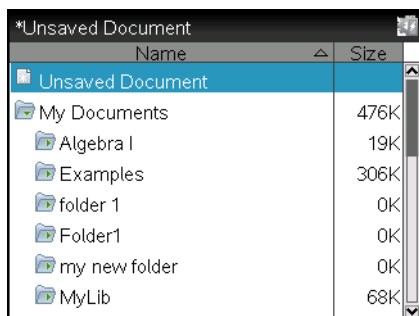 *Unsaved Document
Name Size
Unsaved Document
My Documents 476K
Algebra I 19K
Examples 306K
folder 1 0K
Folder1 0K
my new folder 0K
MyLib 68K